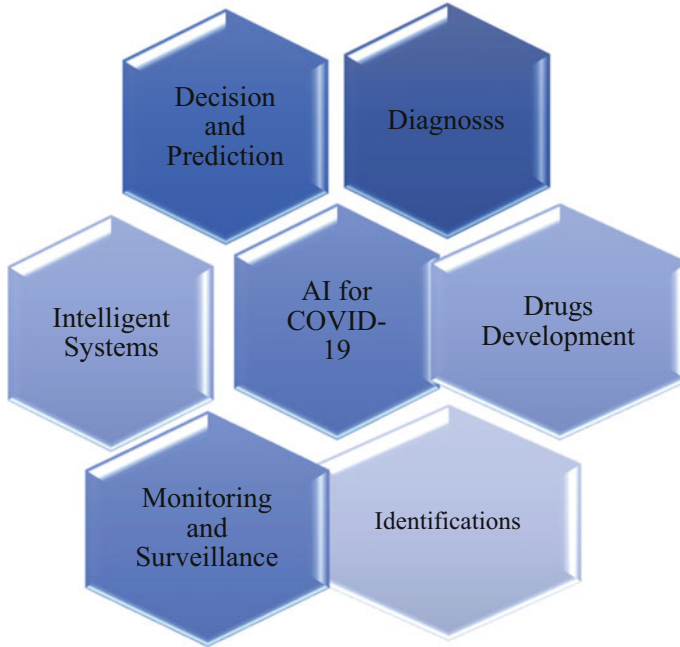 Decision
and
Prediction
Diagnosss
Intelligent
Systems
AI for
COVID-
19
Drugs
Development
Monitoring
and
Surveillance
Identifications